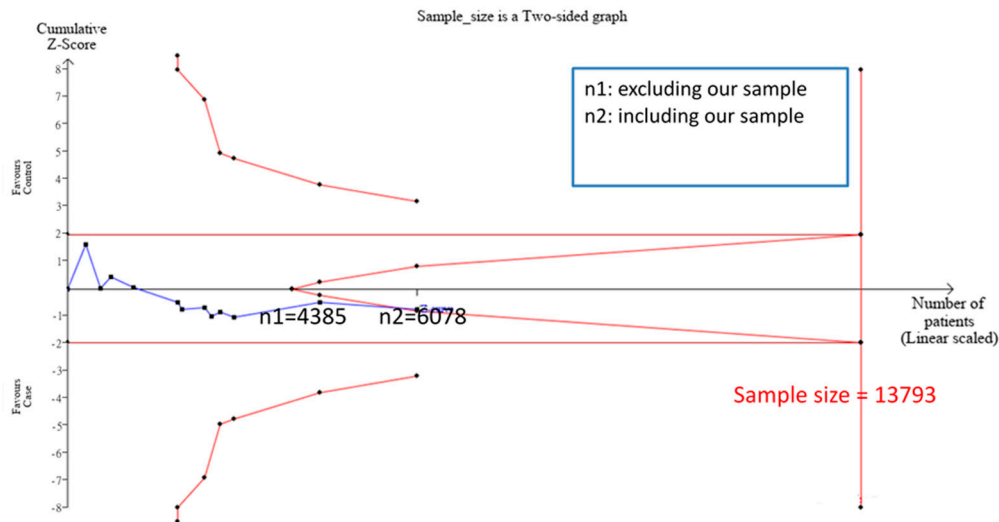 Sample_size is a Two-sided graph
Cumulative
Z-Score
n1: excluding our sample
n2: including our sample
Favours
Control
8
7
6
5
4
3
2
1
-1
-2
-3
-4
-5
-6
-7
-8
n1=4385
n2=6078
Number of
patients
(Linear scaled)
Favours
Case
Sample size = 13793